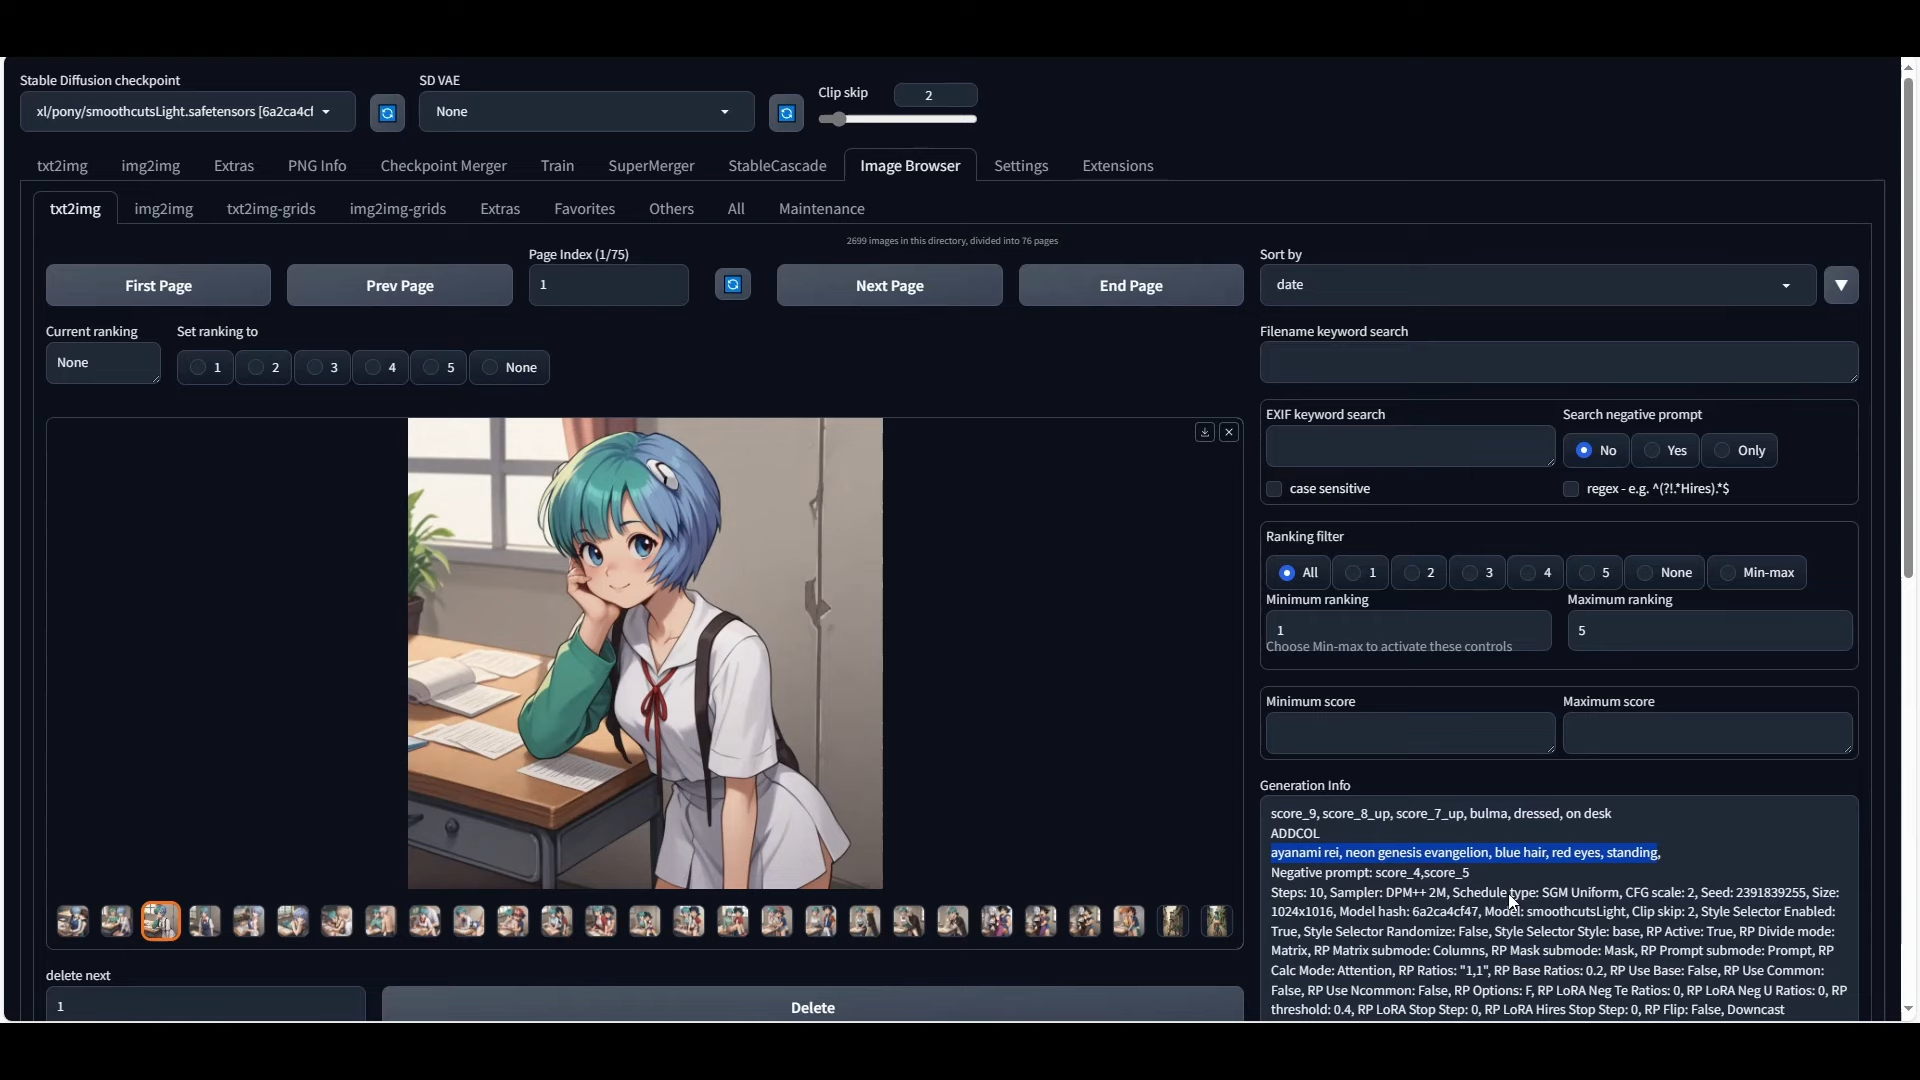 Stable Diffusion checkpoint
SD VAE
Clip skip
2
xl/pony/smoothcutsLight.safetensors [6a2ca4cf
None
txt2img
img2img
Extras
PNG Info
Checkpoint Merger
Train
SuperMerger
StableCascade
Image Browser
Settings
Extensions
txt2img
img2img
txt2img-grids
img2img-grids
Extras
Favorites
Others
All
Maintenance
2699 images in this directory, divided into 76 pages
Page Index (1/75)
Sort by
First Page
Prev Page
1
Next Page
End Page
date
Current ranking
Set ranking to
Filename keyword search
None
1
2
3
4
5
None
EXIF keyword search
Search negative prompt
No
Yes
Only
case sensitive
regex - e.g. ^(?!.*Hires).*$
Ranking filter
All
1
2
3
4
5
None
Min-max
Minimum ranking
Maximum ranking
1
5
Choose Min-max to activate these controls
Minimum score
Maximum score
Generation Info
score_9, score_8_up, score_7_up, bulma, dressed, on desk
ADDCOL
ayanami rei, neon genesis evangelion, blue hair, red eyes, standing,
Negative prompt: score_4,score_5
Steps: 10, Sampler: DPM++ 2M, Schedule type: SGM Uniform, CFG scale: 2, Seed: 2391839255, Size:
1024x1016, Model hash: 6a2ca4cf47, Model: smoothcutsLight, Clip skip: 2, Style Selector Enabled:
True, Style Selector Randomize: False, Style Selector Style: base, RP Active: True, RP Divide mode:
Matrix, RP Matrix submode: Columns, RP Mask submode: Mask, RP Prompt submode: Prompt, RP
Calc Mode: Attention, RP Ratios: "1,1", RP Base Ratios: 0.2, RP Use Base: False, RP Use Common:
False, RP Use Ncommon: False, RP Options: F, RP LoRA Neg Te Ratios: 0, RP LoRA Neg U Ratios: 0, RP
threshold: 0.4, RP LoRA Stop Step: 0, RP LoRA Hires Stop Step: 0, RP Flip: False, Downcast
delete next
1
Delete